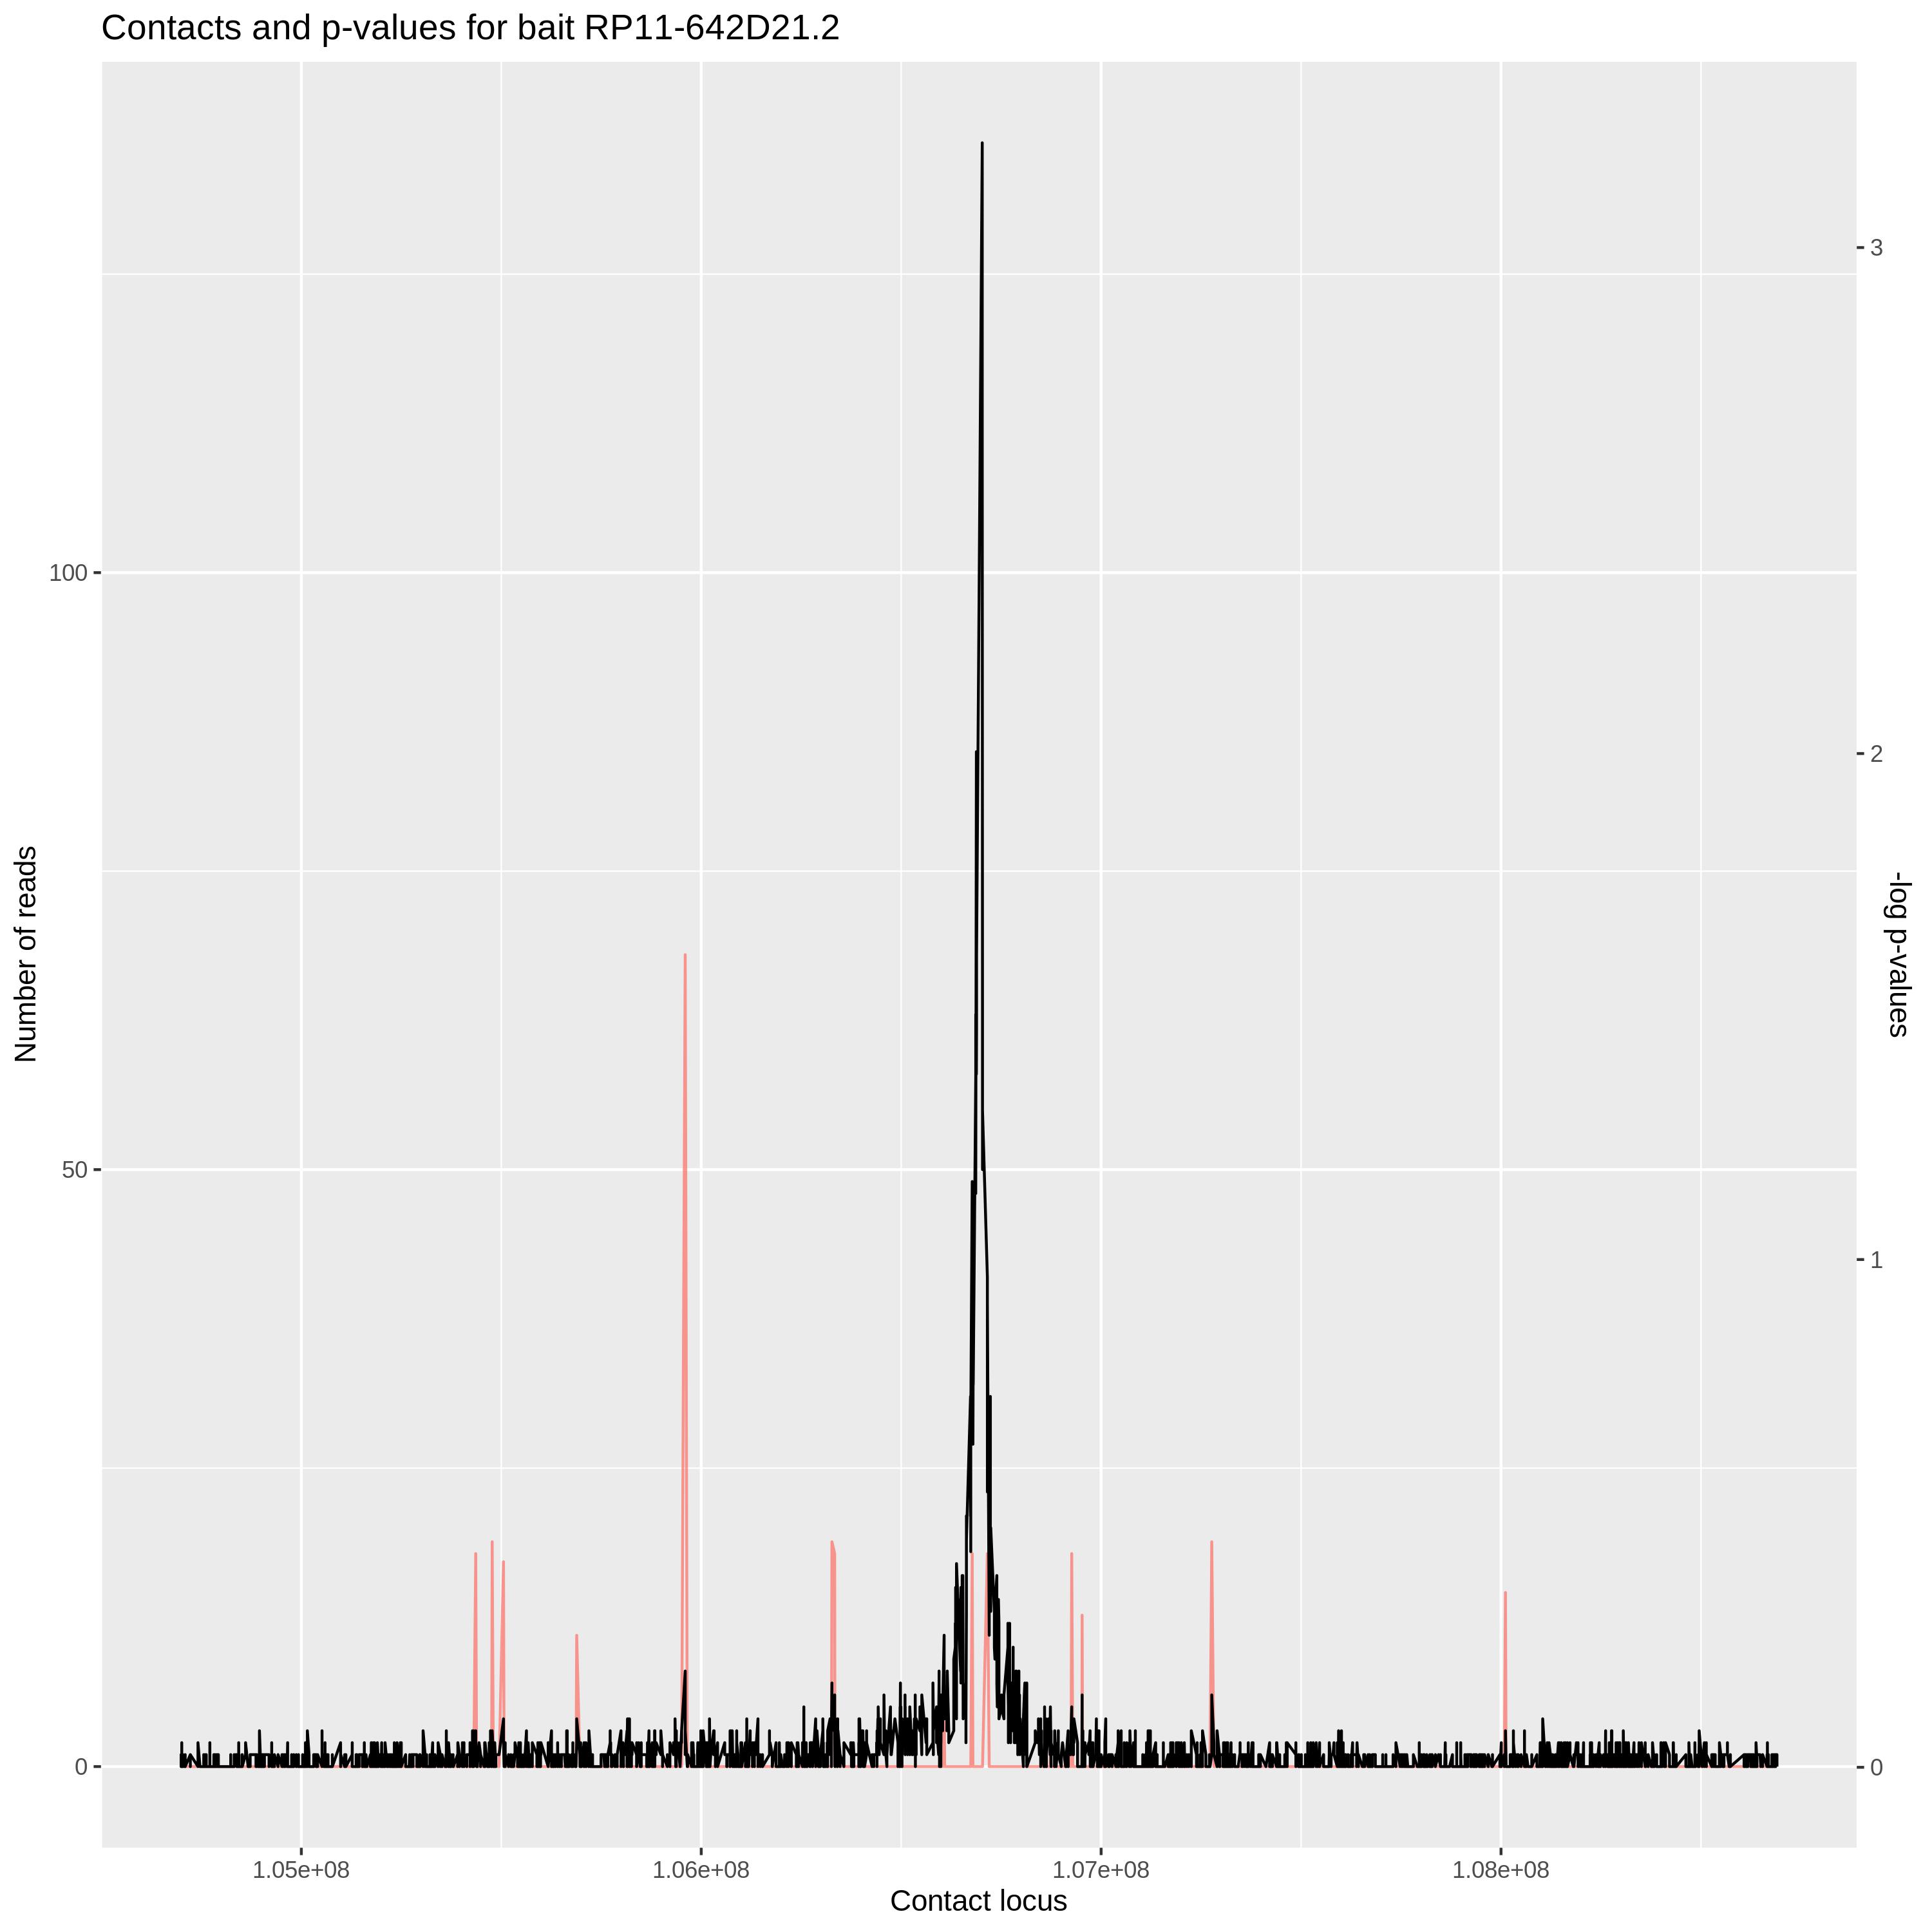 Contacts and p-values for bait RP11-642D21.2
Number of reads
100
50
0
3
2
1
0
-log p-values
1.05e+08
1.06e+08
1.07e+08
1.08e+08
Contact locus